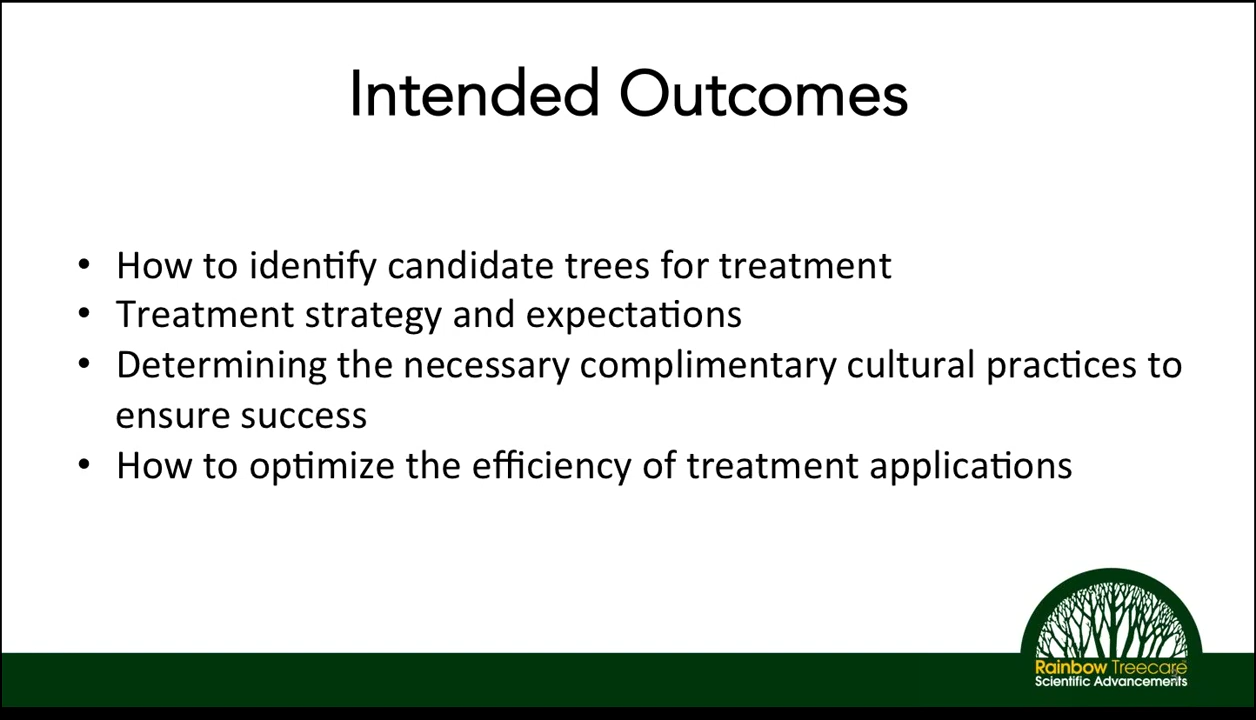 Intended Outcomes
• How to identify candidate trees for treatment
• Treatment strategy and expectations
• Determining the necessary complimentary cultural practices to
ensure success
• How to optimize the efficiency of treatment applications
Rainbow Treecare
Scientific Advancements